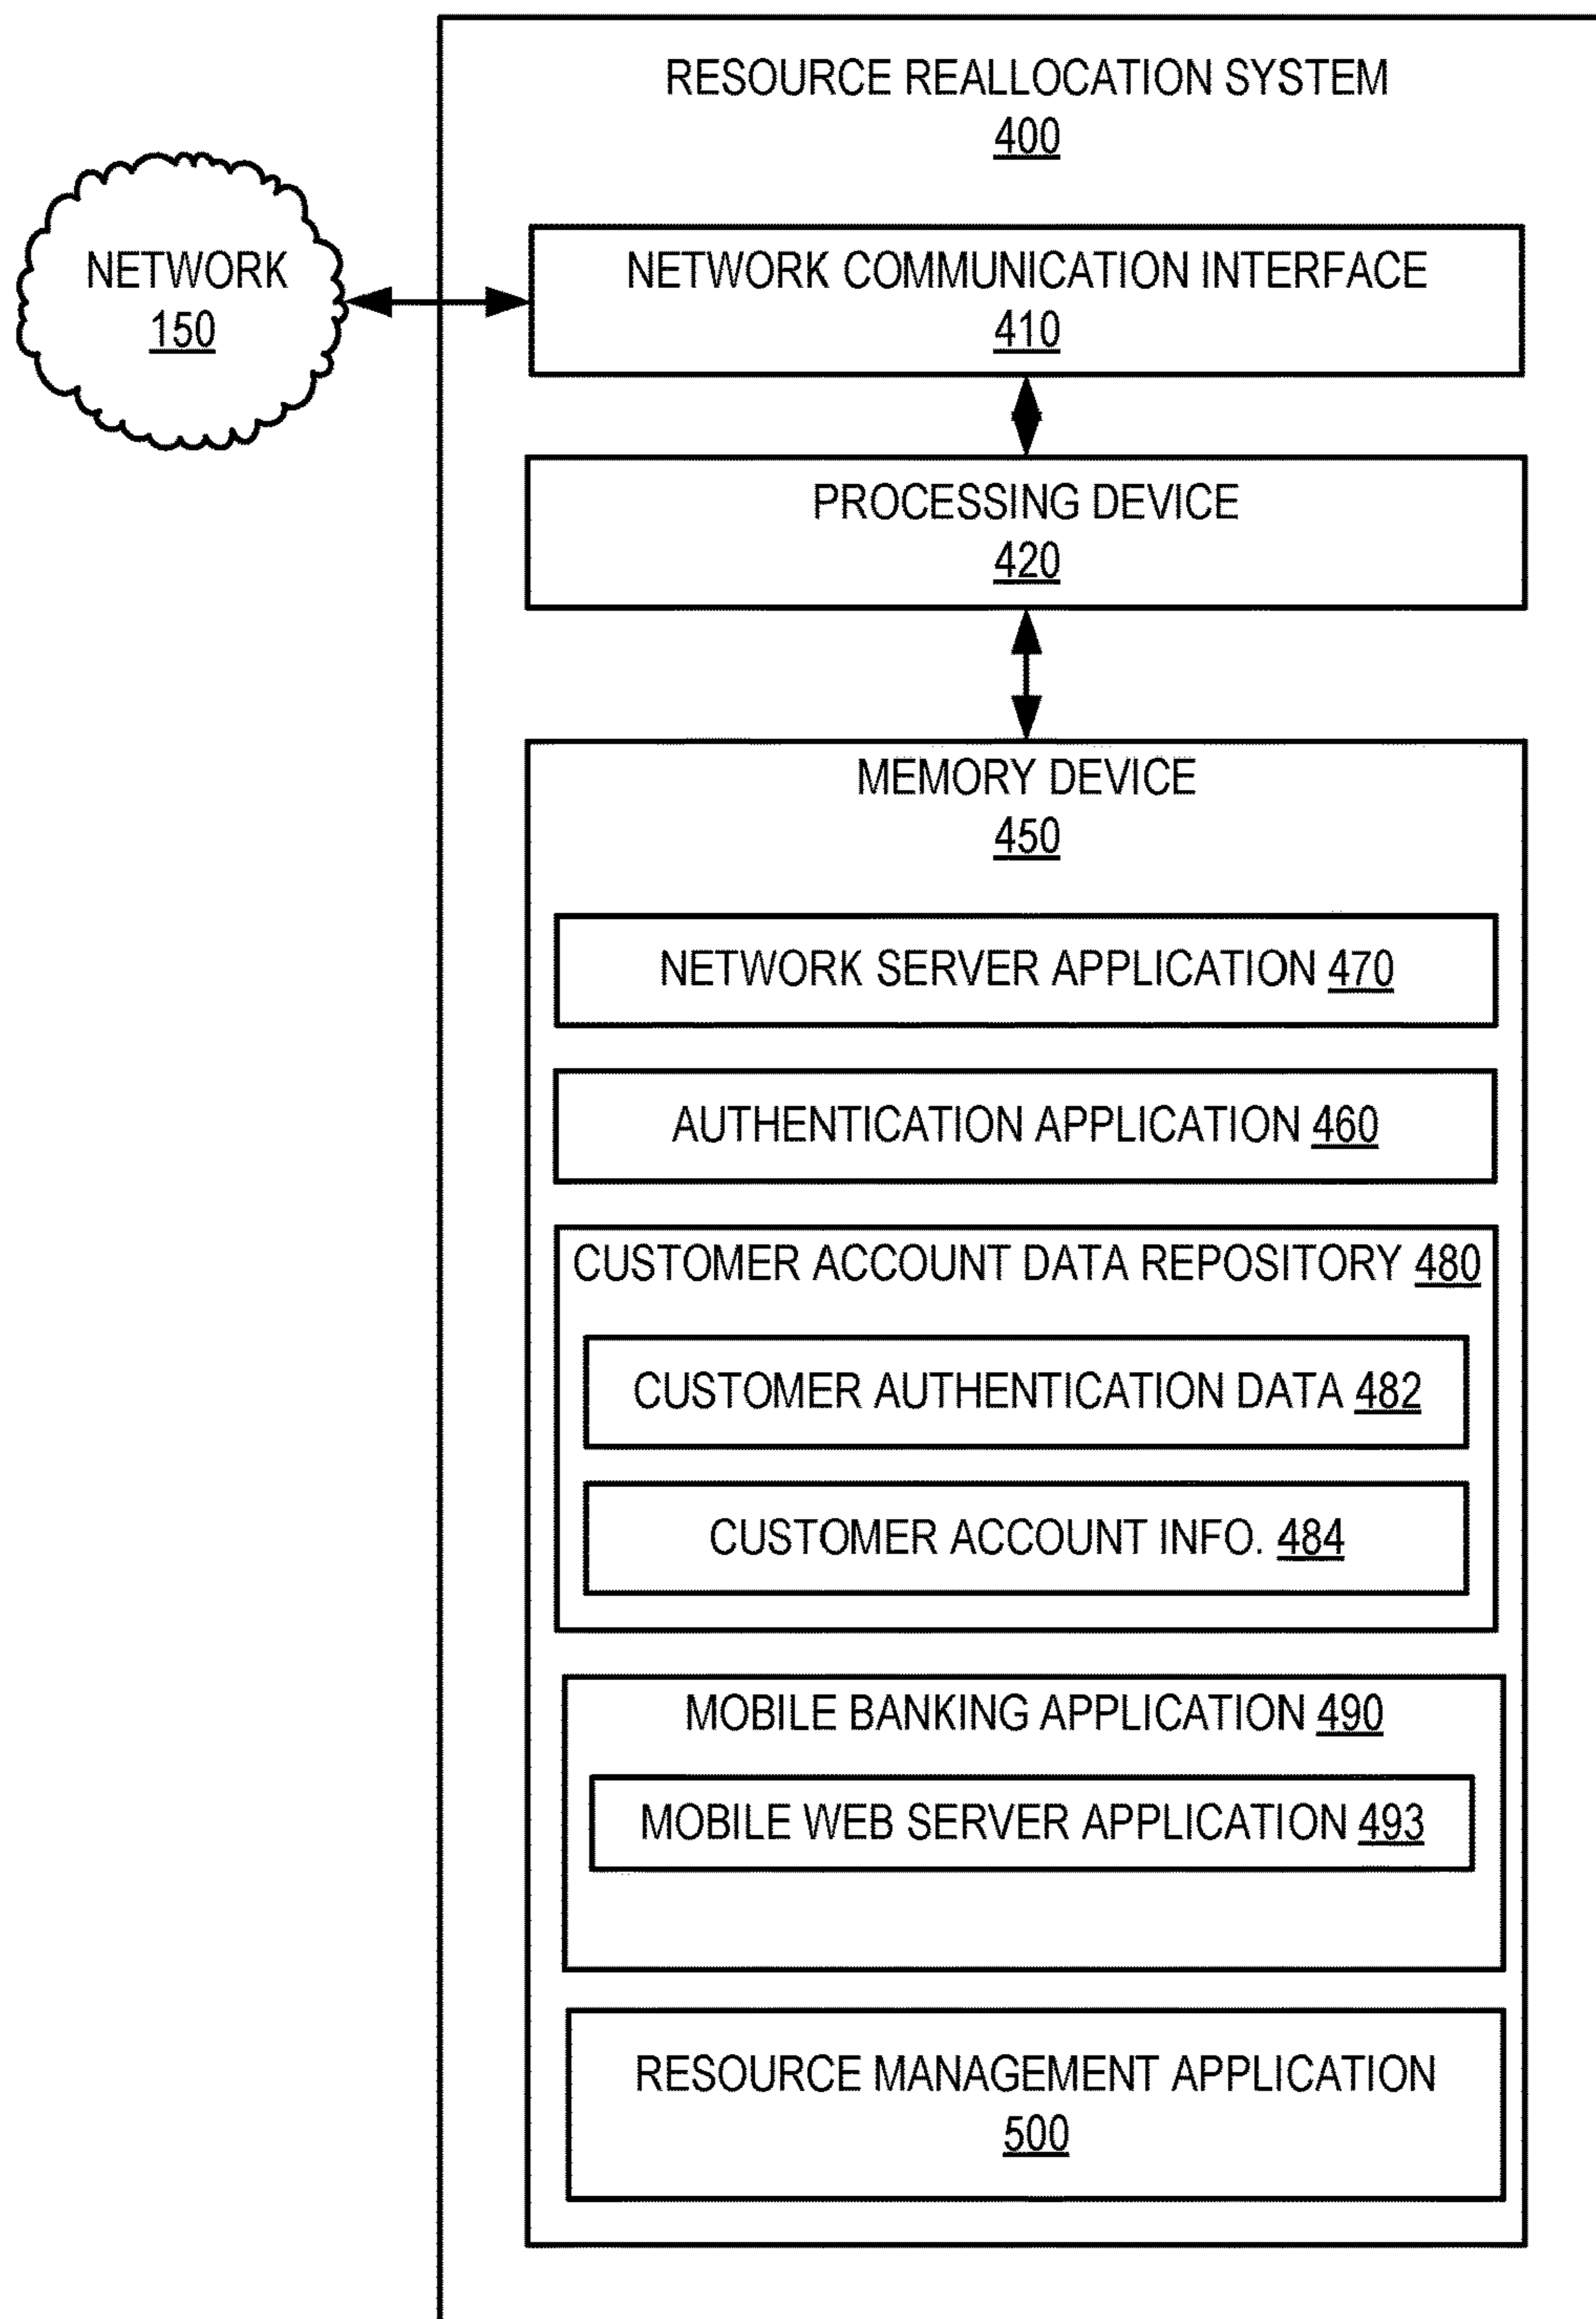 RESOURCE REALLOCATION SYSTEM
400
NETWORK
150
NETWORK COMMUNICATION INTERFACE
410
PROCESSING DEVICE
420
MEMORY DEVICE
450
NETWORK SERVER APPLICATION 470
AUTHENTICATION APPLICATION 460
CUSTOMER ACCOUNT DATA REPOSITORY 480
CUSTOMER AUTHENTICATION DATA 482
CUSTOMER ACCOUNT INFO. 484
MOBILE BANKING APPLICATION 490
MOBILE WEB SERVER APPLICATION 493
RESOURCE MANAGEMENT APPLICATION
500